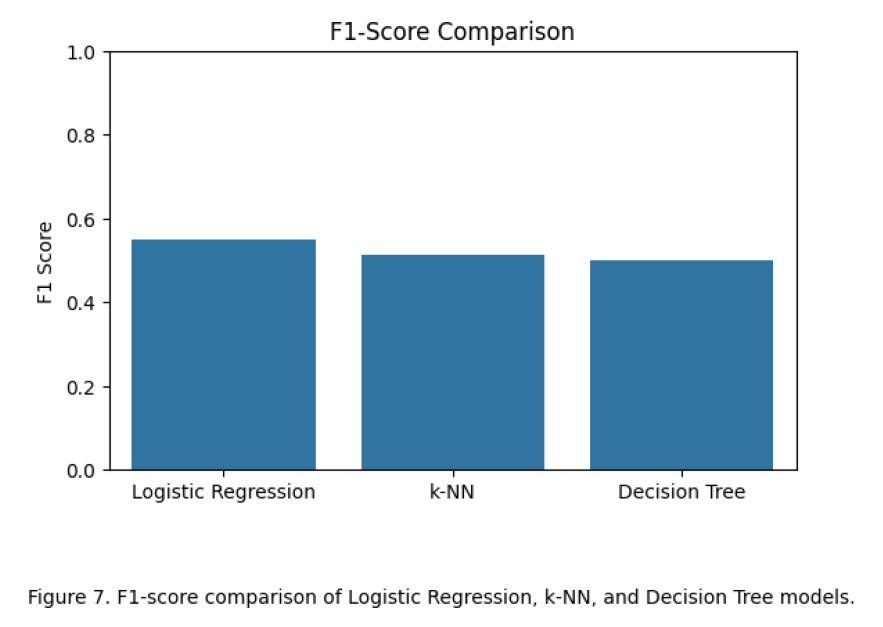 F1-Score Comparison
1.0
0.8
0.6
0.4
0.2
0.0
F1 Score
Logistic Regression
k-NN
Decision Tree
Figure 7. F1-score comparison of Logistic Regression, k-NN, and Decision Tree models.